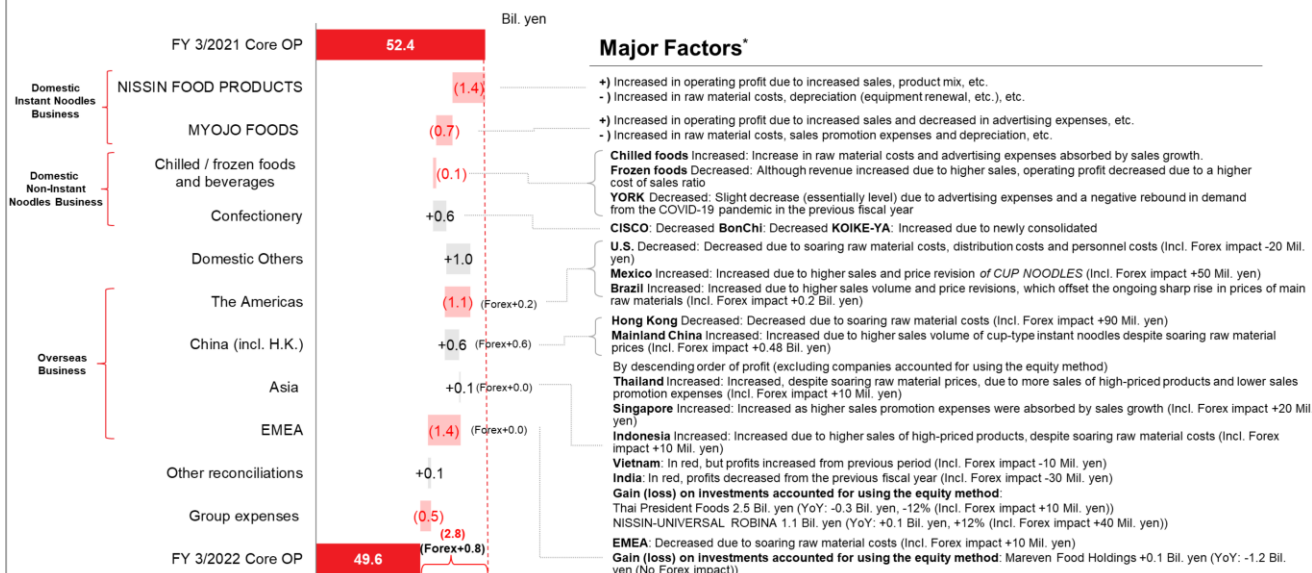 Bil. yen
FY 3/2021 Core OP
52.4
Major Factors*
Domestic
Instant Noodles
Business
NISSIN FOOD PRODUCTS
(1.4)
+) Increased in operating profit due to increased sales, product mix, etc.
- ) Increased in raw material costs, depreciation (equipment renewal, etc.), etc.
MYOJO FOODS
(0.7)
+) Increased in operating profit due to increased sales and decreased in advertising expenses, etc.
- ) Increased in raw material costs, sales promotion expenses and depreciation, etc.
Domestic
Non-Instant
Noodles Business
Chilled / frozen foods
and beverages
(0.1)
Chilled foods Increased: Increase in raw material costs and advertising expenses absorbed by sales growth.
Frozen foods Decreased: Although revenue increased due to higher sales, operating profit decreased due to a higher
cost of sales ratio
YORK Decreased: Slight decrease (essentially level) due to advertising expenses and a negative rebound in demand
from the COVID-19 pandemic in the previous fiscal year
Confectionery
+0.6
CISCO: Decreased BonChi: Decreased KOIKE-YA: Increased due to newly consolidated
Domestic Others
+1.0
Overseas
Business
The Americas
(1.1)
(Forex+0.2)
U.S. Decreased: Decreased due to soaring raw material costs, distribution costs and personnel costs (Incl. Forex impact -20 Mil.
yen)
Mexico Increased: Increased due to higher sales and price revision of CUP NOODLES (Incl. Forex impact +50 Mil. yen)
Brazil Increased: Increased due to higher sales volume and price revisions, which offset the ongoing sharp rise in prices of main
raw materials (Incl. Forex impact +0.2 Bil. yen)
China (incl. H.K.)
+0.6
(Forex+0.6)
Hong Kong Decreased: Decreased due to soaring raw material costs (Incl. Forex impact +90 Mil. yen)
Mainland China Increased: Increased due to higher sales volume of cup-type instant noodles despite soaring raw material
prices (Incl. Forex impact +0.48 Bil. yen)
Asia
+0.1
(Forex+0.0)
By descending order of profit (excluding companies accounted for using the equity method)
Thailand Increased: Increased, despite soaring raw material prices, due to more sales of high-priced products and lower sales
promotion expenses (Incl. Forex impact +10 Mil. yen)
Singapore Increased: Increased as higher sales promotion expenses were absorbed by sales growth (Incl. Forex impact +20 Mil.
yen)
Indonesia Increased: Increased due to higher sales of high-priced products, despite soaring raw material costs (Incl. Forex
impact +10 Mil. yen)
Vietnam: In red, but profits increased from previous period (Incl. Forex impact -10 Mil. yen)
India: In red, profits decreased from the previous fiscal year (Incl. Forex impact -30 Mil. yen)
Gain (loss) on investments accounted for using the equity method:
Thai President Foods 2.5 Bil. yen (YoY: -0.3 Bil. yen, -12% (Incl. Forex impact +10 Mil. yen))
NISSIN-UNIVERSAL ROBINA 1.1 Bil. yen (YoY: +0.1 Bil. yen, +12% (Incl. Forex impact +40 Mil. yen))
EMEA
(1.4)
(Forex+0.0)
EMEA: Decreased due to soaring raw material costs (Incl. Forex impact +10 Mil. yen)
Gain (loss) on investments accounted for using the equity method: Mareven Food Holdings +0.1 Bil. yen (YoY: -1.2 Bil.
yen (No Forex impact))
Other reconciliations
+0.1
Group expenses
(0.5)
(2.8)
(Forex+0.8)
FY 3/2022 Core OP
49.6